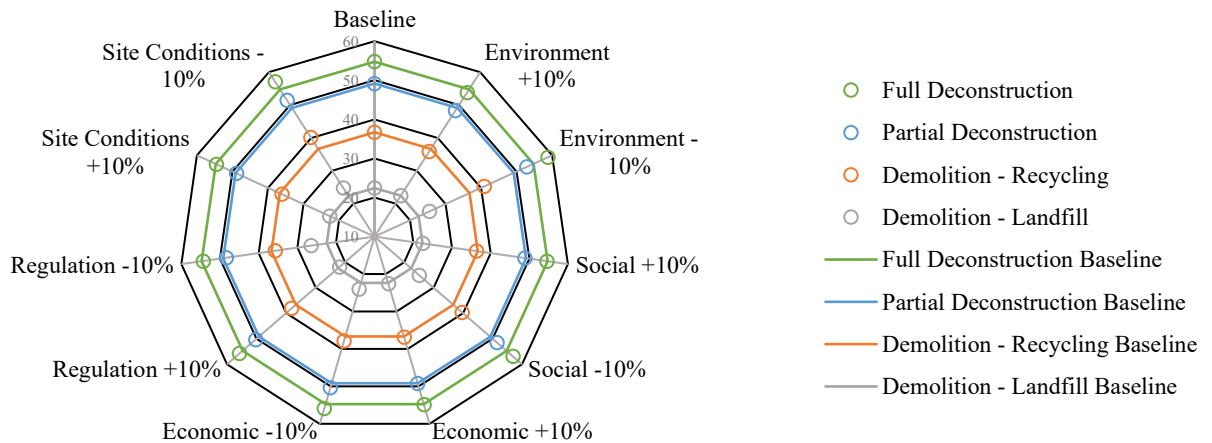 Baseline
Environment
+10%
Environment -
10%
Social +10%
Social -10%
Economic +10%
Economic -10%
Regulation +10%
Regulation -10%
Site Conditions
+10%
Site Conditions -
10%
60
50
40
30
20
10
Full Deconstruction
Partial Deconstruction
Demolition - Recycling
Demolition - Landfill
Full Deconstruction Baseline
Partial Deconstruction Baseline
Demolition - Recycling Baseline
Demolition - Landfill Baseline